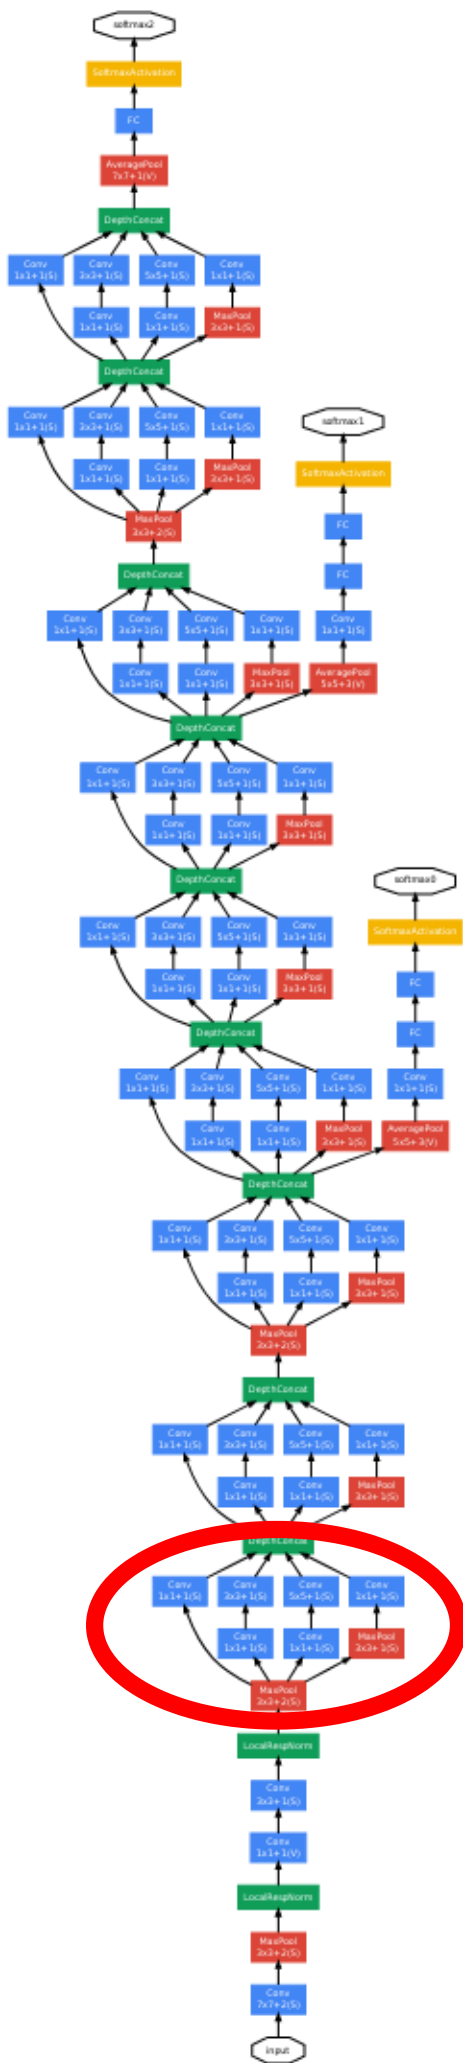 softmax2
SoftmaxActivation
FC
AveragePool
7x7+1(V)
DepthConcat
Conv Conv Conv Conv
1x1+1(S) 3x3+1(S) 5x5+1(S) 1x1+1(S)
Conv Conv MaxPool
1x1+1(S) 1x1+1(S) 3x3+1(S)
DepthConcat
Conv Conv Conv Conv
1x1+1(S) 3x3+1(S) 5x5+1(S) 1x1+1(S)
softmax1
Conv Conv MaxPool
1x1+1(S) 1x1+1(S) 3x3+1(S)
SoftmaxActivation
MaxPool
3x3+2(S)
FC
DepthConcat
FC
Conv Conv Conv Conv Conv
1x1+1(S) 3x3+1(S) 5x5+1(S) 1x1+1(S) 1x1+1(S)
Conv Conv MaxPool AveragePool
1x1+1(S) 1x1+1(S) 3x3+1(S) 5x5+3(V)
DepthConcat
Conv Conv Conv Conv
1x1+1(S) 3x3+1(S) 5x5+1(S) 1x1+1(S)
Conv Conv MaxPool
1x1+1(S) 1x1+1(S) 3x3+1(S)
DepthConcat
softmax0
Conv Conv Conv Conv
1x1+1(S) 3x3+1(S) 5x5+1(S) 1x1+1(S)
SoftmaxActivation
Conv Conv MaxPool
1x1+1(S) 1x1+1(S) 3x3+1(S)
FC
DepthConcat
FC
Conv Conv Conv Conv Conv
1x1+1(S) 3x3+1(S) 5x5+1(S) 1x1+1(S) 1x1+1(S)
Conv Conv MaxPool AveragePool
1x1+1(S) 1x1+1(S) 3x3+1(S) 5x5+3(V)
DepthConcat
Conv Conv Conv Conv
1x1+1(S) 3x3+1(S) 5x5+1(S) 1x1+1(S)
Conv Conv MaxPool
1x1+1(S) 1x1+1(S) 3x3+1(S)
MaxPool
3x3+2(S)
DepthConcat
Conv Conv Conv Conv
1x1+1(S) 3x3+1(S) 5x5+1(S) 1x1+1(S)
Conv Conv MaxPool
1x1+1(S) 1x1+1(S) 3x3+1(S)
DepthConcat
Conv Conv Conv Conv
1x1+1(S) 3x3+1(S) 5x5+1(S) 1x1+1(S)
Conv Conv MaxPool
1x1+1(S) 1x1+1(S) 3x3+1(S)
MaxPool
3x3+2(S)
LocalRespNorm
Conv
3x3+1(S)
Conv
1x1+1(V)
LocalRespNorm
MaxPool
3x3+2(S)
Conv
7x7+2(S)
input